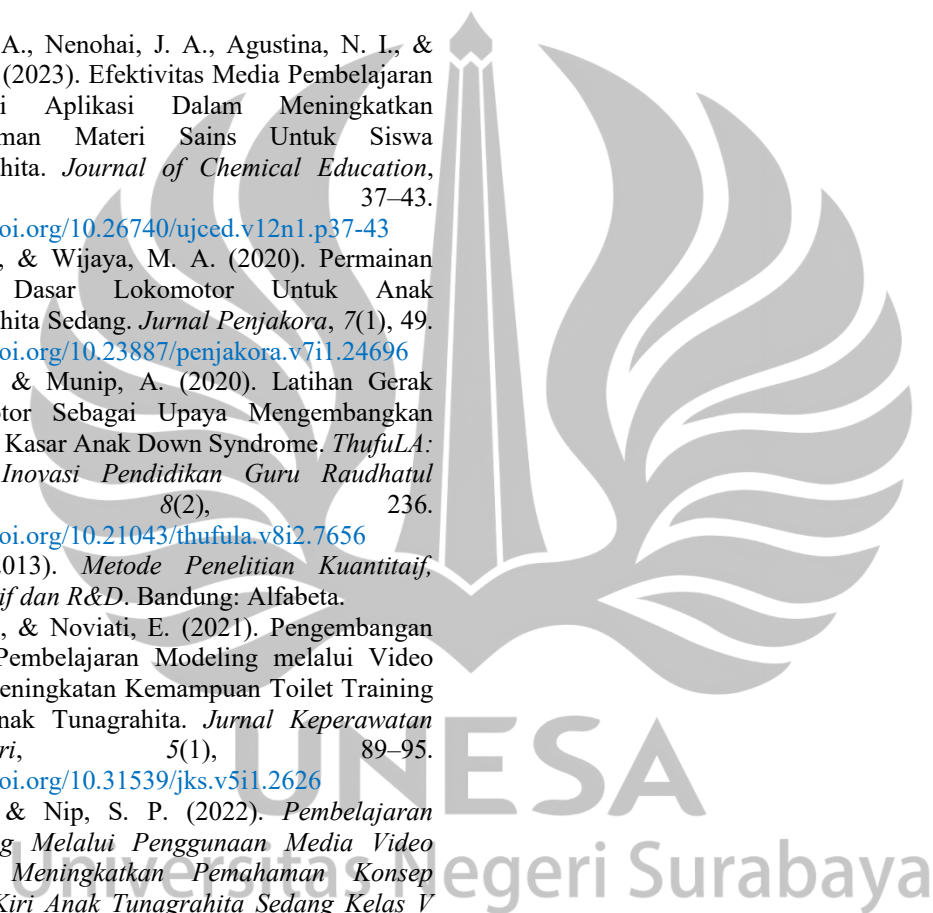 A., Nenohai, J. A., Agustina, N. I., &
(2023). Efektivitas Media Pembelajaran
i Aplikasi Dalam Meningkatkan
man Materi Sains Untuk Siswa
hita. Journal of Chemical Education,
37–43.
oi.org/10.26740/ujced.v12n1.p37-43
, & Wijaya, M. A. (2020). Permainan
Dasar Lokomotor Untuk Anak
hita Sedang. Jurnal Penjakora, 7(1), 49.
oi.org/10.23887/penjakora.v7i1.24696
& Munip, A. (2020). Latihan Gerak
otor Sebagai Upaya Mengembangkan
Kasar Anak Down Syndrome. ThufuLA:
Inovasi Pendidikan Guru Raudhatul
8(2), 236.
oi.org/10.21043/thufula.v8i2.7656
2013). Metode Penelitian Kuantitaif,
if dan R&D. Bandung: Alfabeta.
, & Noviati, E. (2021). Pengembangan
Pembelajaran Modeling melalui Video
eningkatan Kemampuan Toilet Training
nak Tunagrahita. Jurnal Keperawatan
ri, 5(1), 89–95.
oi.org/10.31539/jks.v5i1.2626
& Nip, S. P. (2022). Pembelajaran
g Melalui Penggunaan Media Video
Meningkatkan Pemahaman Konsep
Kiri Anak Tunagrahita Sedang Kelas V
UNESA
Universitas Negeri Surabaya